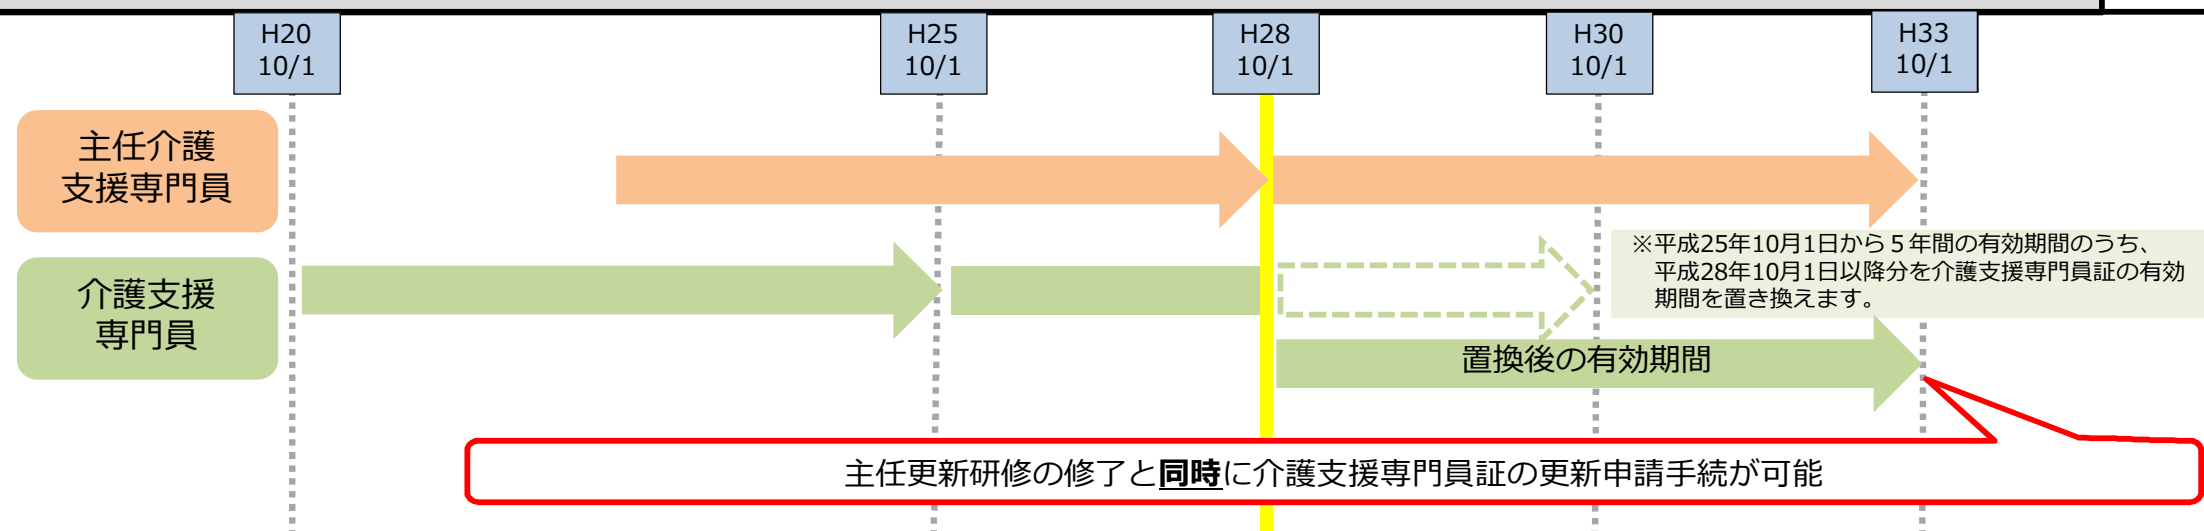 H20
10/1
H25
10/1
H28
10/1
H30
10/1
H33
10/1
主任介護
支援専門員
※平成25年10月1日から５年間の有効期間のうち、
平成28年10月1日以降分を介護支援専門員証の有効
期間を置き換えます。
介護支援
専門員
置換後の有効期間
主任更新研修の修了と同時に介護支援専門員証の更新申請手続が可能